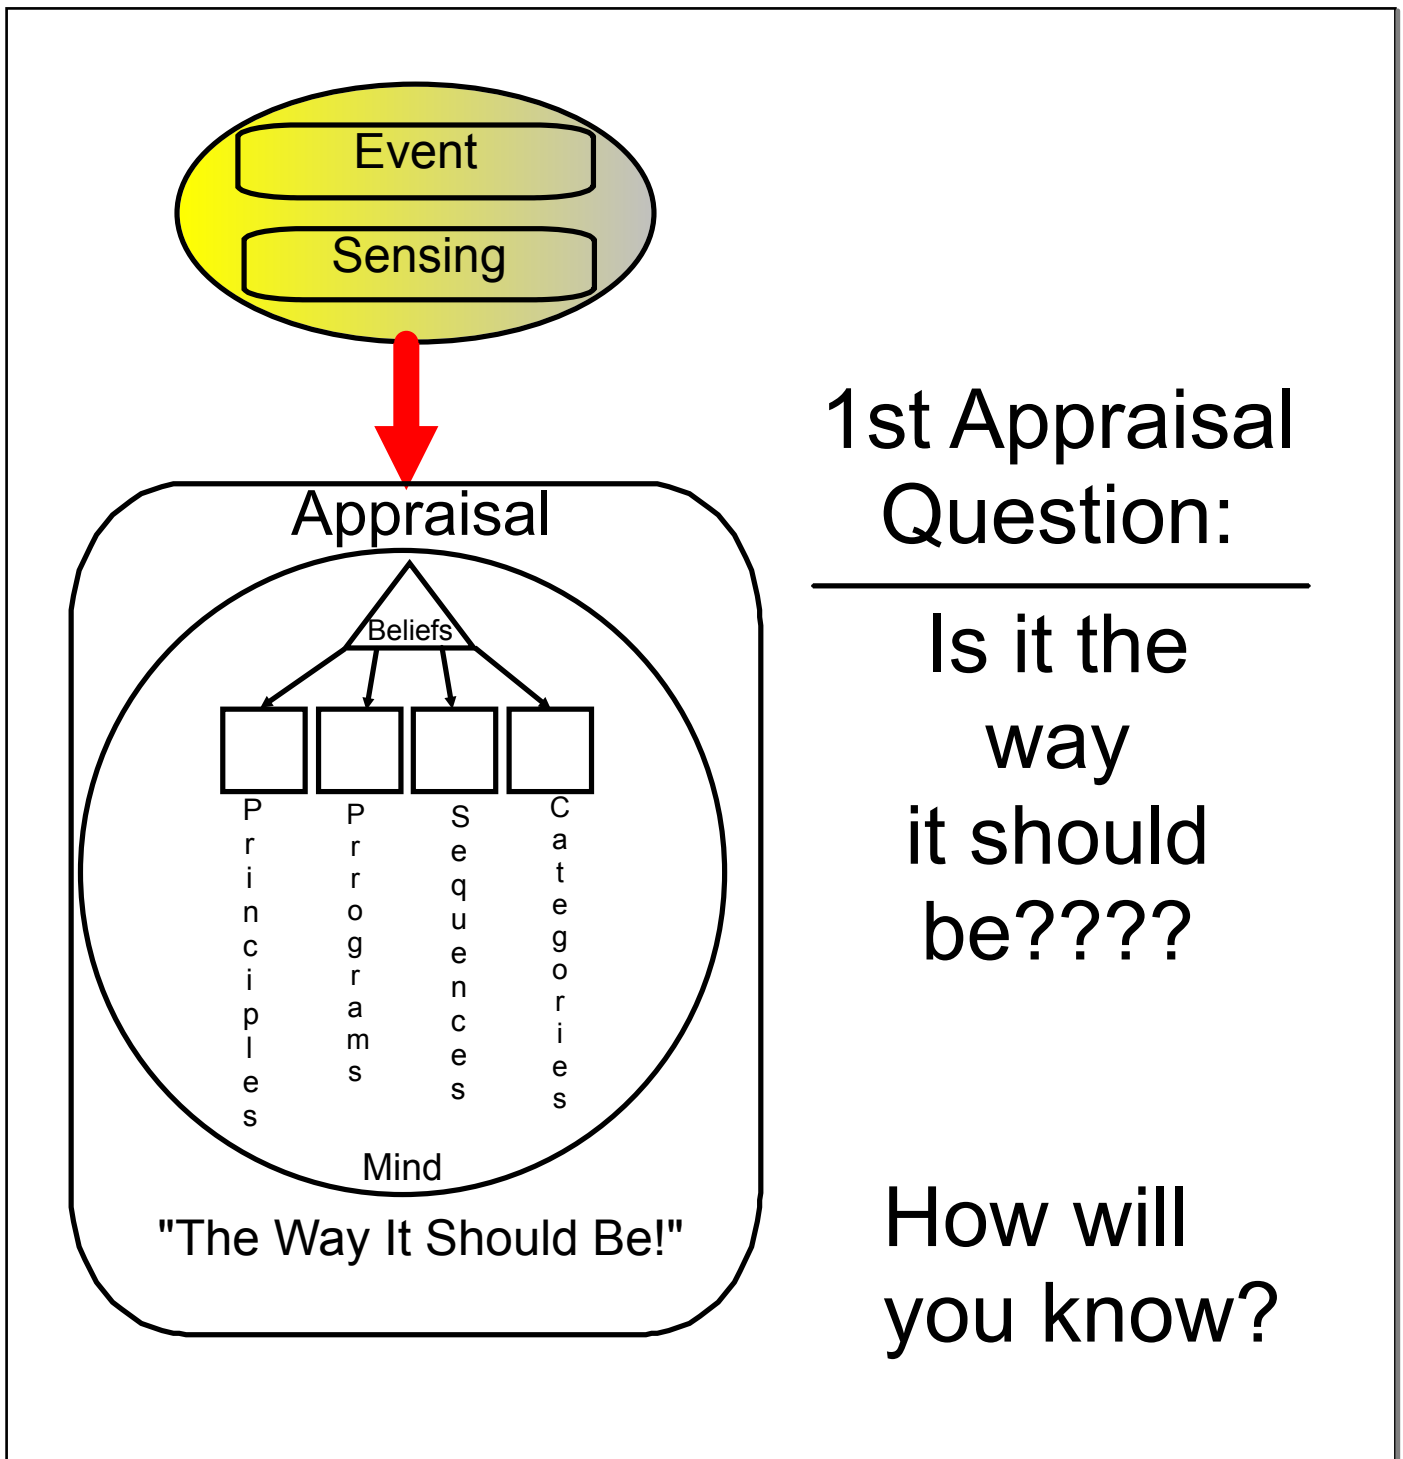 Event
Sensing
Appraisal
Beliefs
Principles
Prrograms
Sequences
Categories
Mind
"The Way It Should Be!"
1st Appraisal
Question:
Is it the
way
it should
be????
How will
you know?